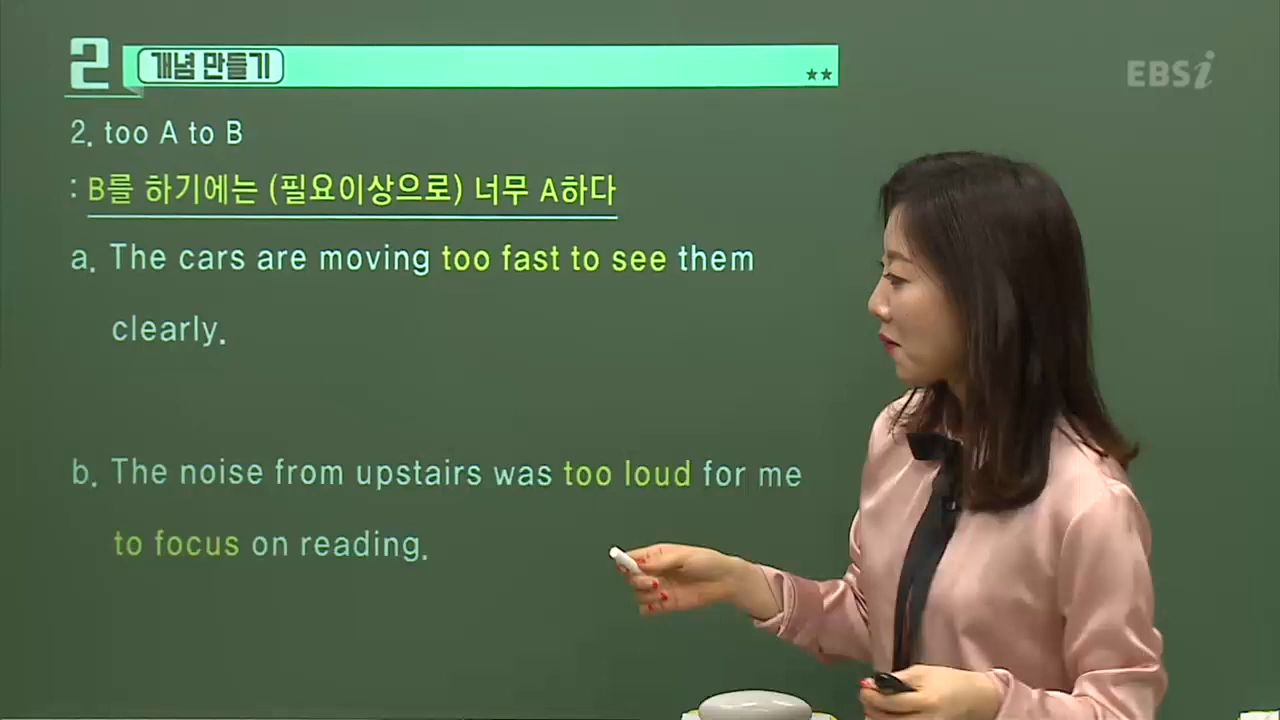 2 개념 만들기 ★★
EBSi
2. too A to B
: B를 하기에는 (필요이상으로) 너무 A하다
a. The cars are moving too fast to see them
clearly.
b. The noise from upstairs was too loud for me
to focus on reading.